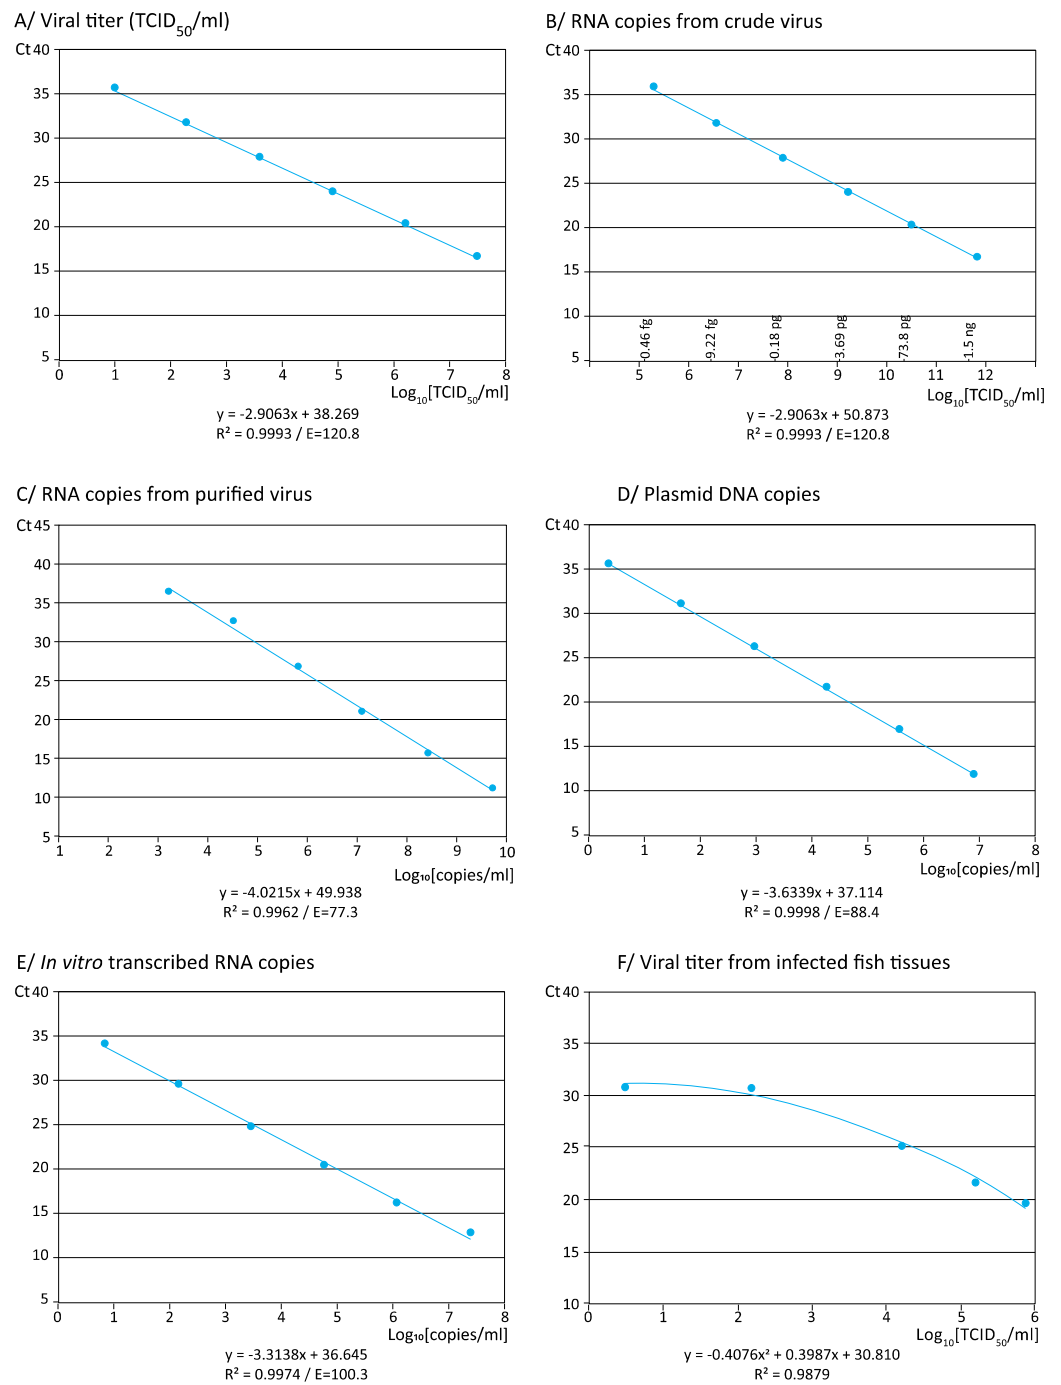 A/ Viral titer (TCID50/ml)
Ct 40
35
30
25
20
15
10
5
0 1 2 3 4 5 6 7 8
Log10[TCID50/ml]
y = -2.9063x + 38.269
R² = 0.9993 / E=120.8
B/ RNA copies from crude virus
Ct 40
35
30
25
20
15
10
5
0.46 fg 9.22 fg 0.18 pg 3.69 pg 73.8 pg 1.5 ng
5 6 7 8 9 10 11 12
Log10[TCID50/ml]
y = -2.9063x + 50.873
R² = 0.9993 / E=120.8
C/ RNA copies from purified virus
Ct 45
40
35
30
25
20
15
10
5
1 2 3 4 5 6 7 8 9 10
Log₁₀[copies/ml]
y = -4.0215x + 49.938
R² = 0.9962 / E=77.3
D/ Plasmid DNA copies
Ct 40
35
30
25
20
15
10
5
0 1 2 3 4 5 6 7 8
Log₁₀[copies/ml]
y = -3.6339x + 37.114
R² = 0.9998 / E=88.4
E/ In vitro transcribed RNA copies
Ct 40
35
30
25
20
15
10
5
0 1 2 3 4 5 6 7 8
Log₁₀[copies/ml]
y = -3.3138x + 36.645
R² = 0.9974 / E=100.3
F/ Viral titer from infected fish tissues
Ct 40
35
30
25
20
15
10
0 1 2 3 4 5 6
Log10[TCID50/ml]
y = -0.4076x² + 0.3987x + 30.810
R² = 0.9879